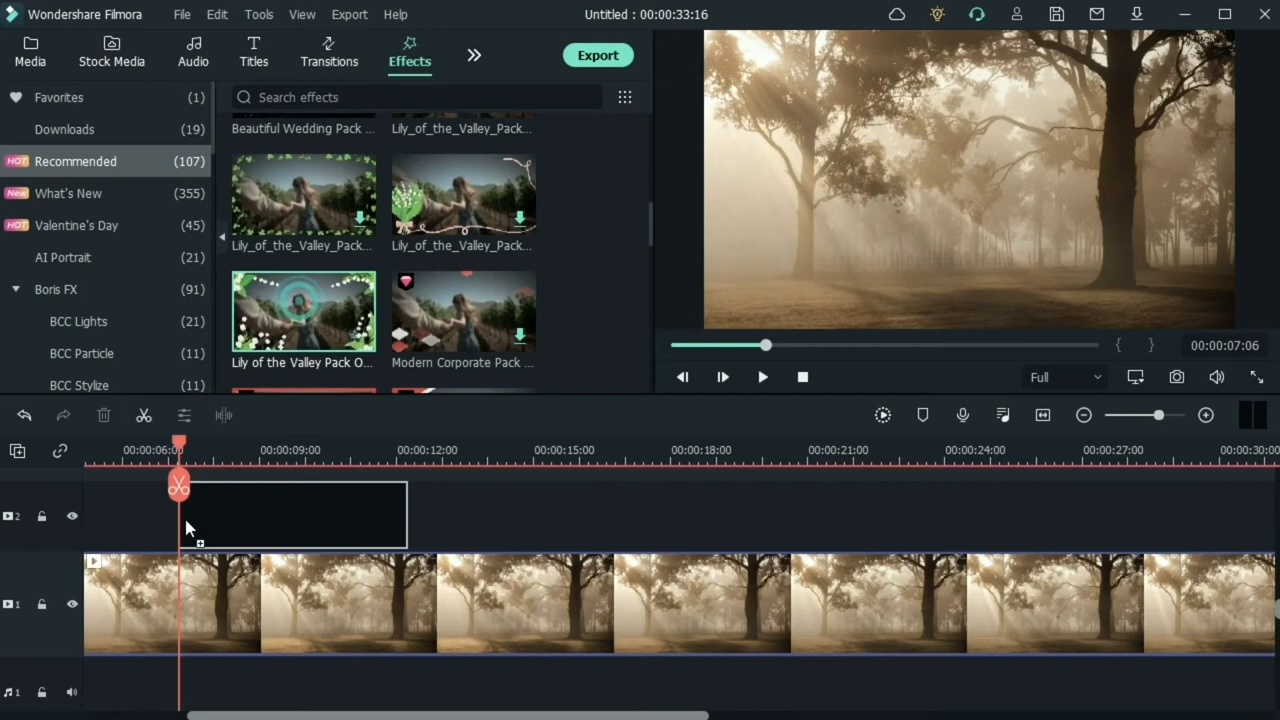 Wondershare Filmora File Edit Tools View Export Help Untitled : 00:00:33:16
Media Stock Media Audio Titles Transitions Effects Export
Favorites (1)
Downloads (19)
HOT Recommended (107)
New What's New (355)
HOT Valentine's Day (45)
AI Portrait (21)
Boris FX (91)
BCC Lights (21)
BCC Particle (11)
BCC Stylize (11)
Search effects
Beautiful Wedding Pack ... Lily_of_the_Valley_Pack...
Lily_of_the_Valley_Pack... Lily_of_the_Valley_Pack...
Lily of the Valley Pack O... Modern Corporate Pack ...
{ } 00:00:07:06
Full
00:00:06:00 00:00:09:00 00:00:12:00 00:00:15:00 00:00:18:00 00:00:21:00 00:00:24:00 00:00:27:00 00:00:30:00
2
1
1